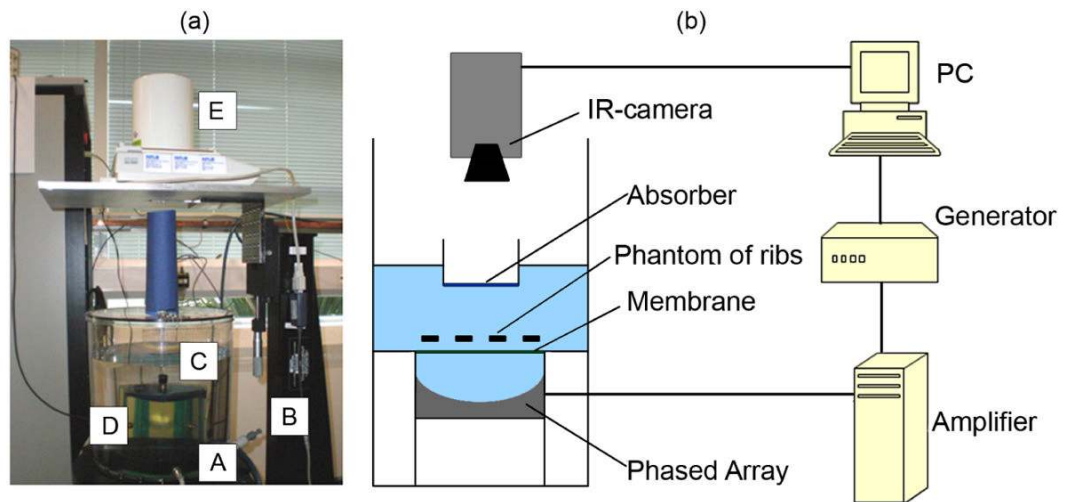 (a)
(b)
E
C
D
B
A
IR-camera
PC
Absorber
Generator
Phantom of ribs
Membrane
Amplifier
Phased Array